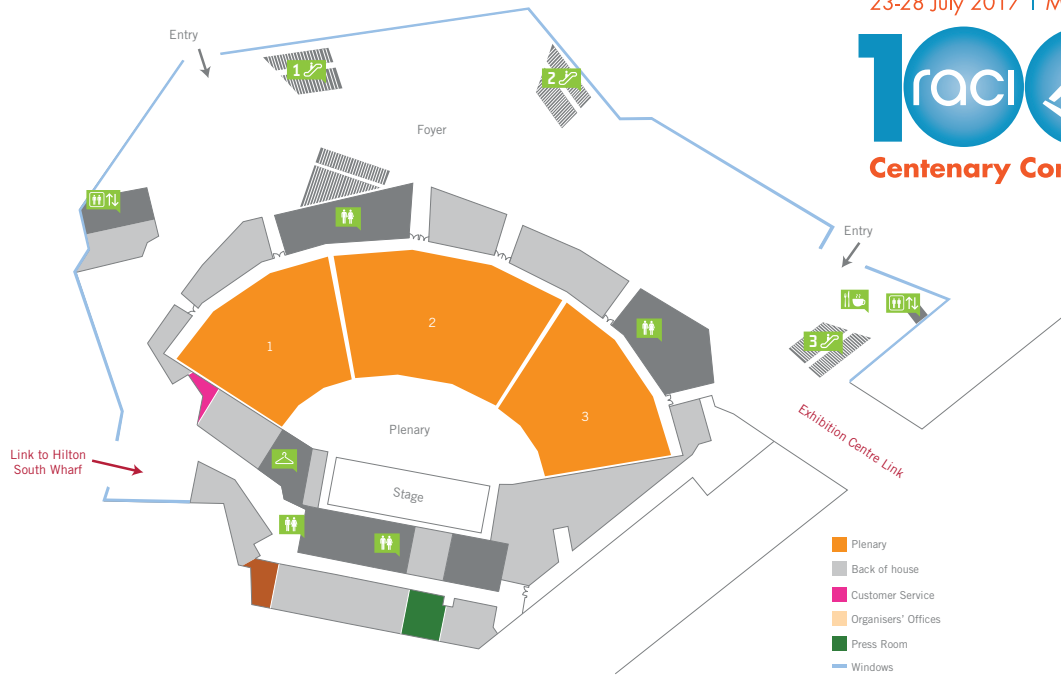 23-28 July 2017 |
100
raci
Centenary
Entry
1
2
Foyer
Entry
2
1
3
3
Plenary
Exhibition Centre Link
Link to Hilton
South Wharf
Stage
Plenary
Back of house
Customer Service
Organisers' Offices
Press Room
Windows